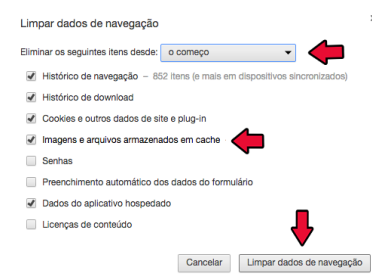 Limpar dados de navegação
Eliminar os seguintes itens desde: o começo
Histórico de navegação – 852 itens (e mais em dispositivos sincronizados)
Histórico de download
Cookies e outros dados de site e plug-in
Imagens e arquivos armazenados em cache
Senhas
Preenchimento automático dos dados do formulário
Dados do aplicativo hospedado
Licenças de conteúdo
Cancelar Limpar dados de navegação